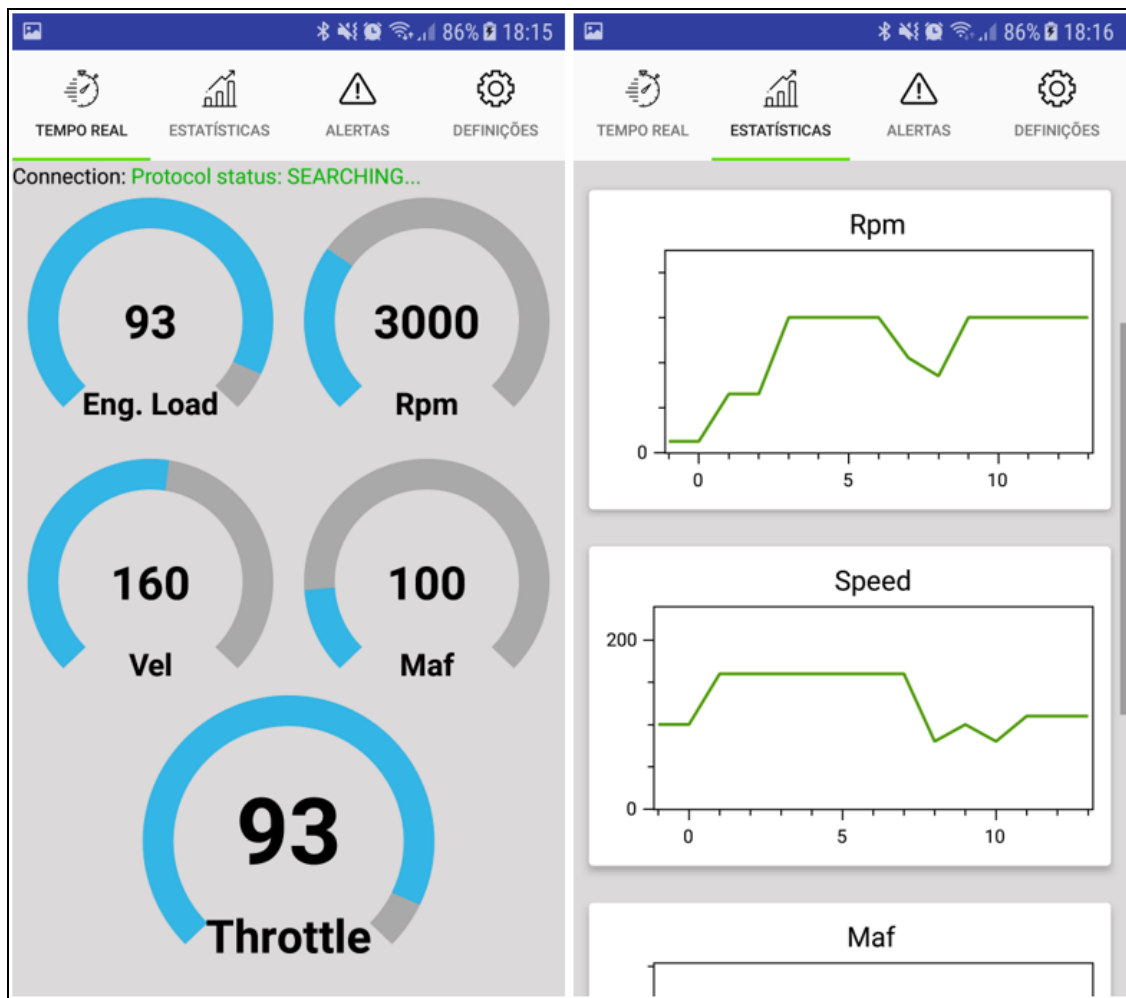 86% 18:15
TEMPO REAL ESTATÍSTICAS ALERTAS DEFINIÇÕES
Connection: Protocol status: SEARCHING...
93
Eng. Load
3000
Rpm
160
Vel
100
Maf
93
Throttle
86% 18:16
TEMPO REAL ESTATÍSTICAS ALERTAS DEFINIÇÕES
Rpm
0
0 5 10
Speed
200
0
0 5 10
Maf